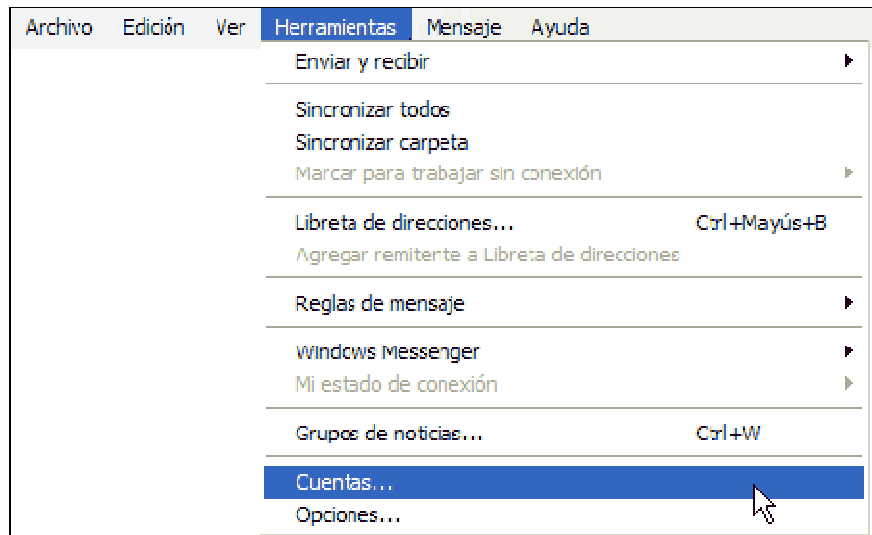 Archivo Edición Ver Herramientas Mensaje Ayuda
Enviar y recibir
Sincronizar todos
Sincronizar carpeta
Marcar para trabajar sin conexión
Libreta de direcciones... Ctrl+Mayús+B
Agregar remitente a Libreta de direcciones
Reglas de mensaje
Windows Messenger
Mi estado de conexión
Grupos de noticias... Ctrl+W
Cuentas...
Opciones...